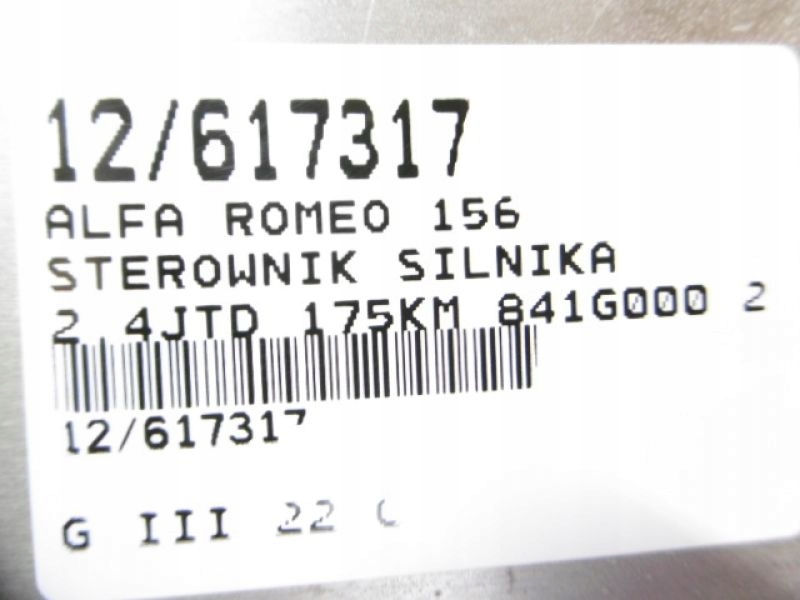 12/617317
ALFA ROMEO 156
STEROWNIK SILNIKA
2.4JTD 175KM 841G000 2
12/617317
G III 22